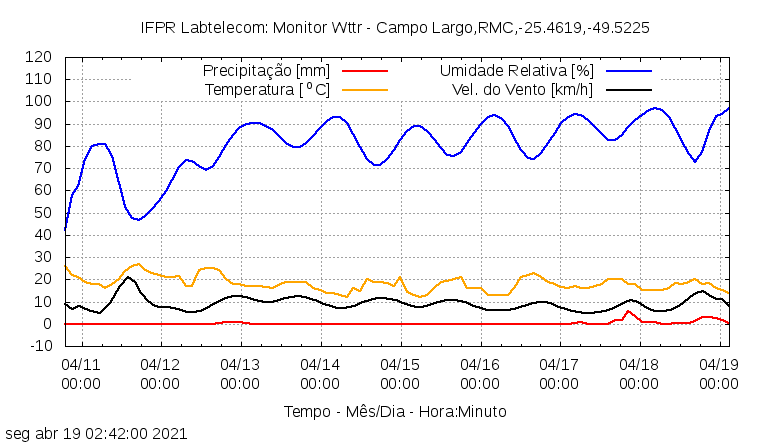 IFPR Labtelecom: Monitor Wttr - Campo Largo,RMC,-25.4619,-49.5225
120
110
100
90
80
70
60
50
40
30
20
10
0
-10
Precipitação [mm]
Temperatura [⁰C]
Umidade Relativa [%]
Vel. do Vento [km/h]
04/11 04/12 04/13 04/14 04/15 04/16 04/17 04/18 04/19
00:00 00:00 00:00 00:00 00:00 00:00 00:00 00:00 00:00
Tempo - Mês/Dia - Hora:Minuto
seg abr 19 02:42:00 2021